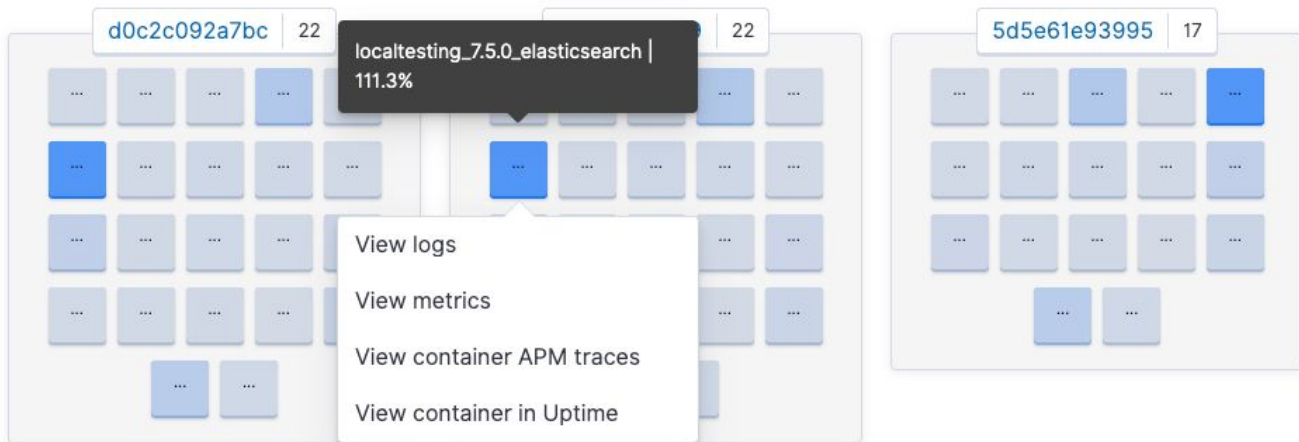 d0c2c092a7bc 22
22
5d5e61e93995 17
localtesting_7.5.0_elasticsearch |
111.3%
... ... ... ...
... ...
... ... ... ... ...
... ... ... ... ...
... ... ... ... ...
... ... ... ... ...
... ... ... ...
... ...
... ... ... ... ...
... ... ... ...
... ...
... ...
... ...
View logs
View metrics
View container APM traces
View container in Uptime